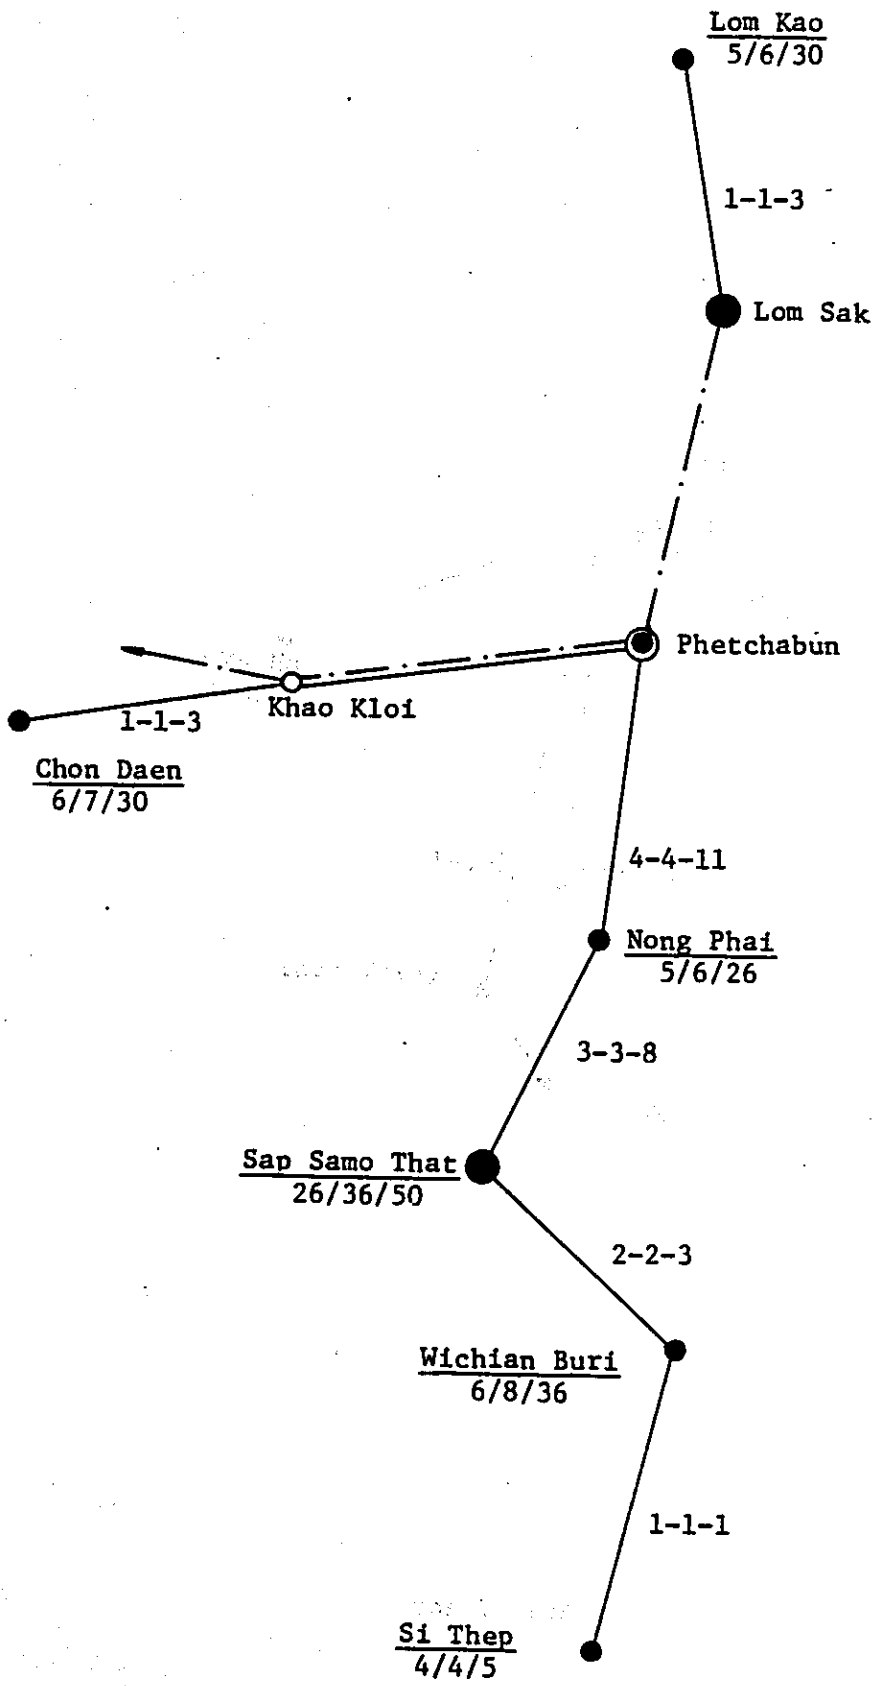 Lom Kao
5/6/30
1-1-3
Lom Sak
Phetchabun
Khao Kloi
1-1-3
Chon Daen
6/7/30
4-4-11
Nong Phai
5/6/26
3-3-8
Sap Samo That
26/36/50
2-2-3
Wichian Buri
6/8/36
1-1-1
Si Thep
4/4/5